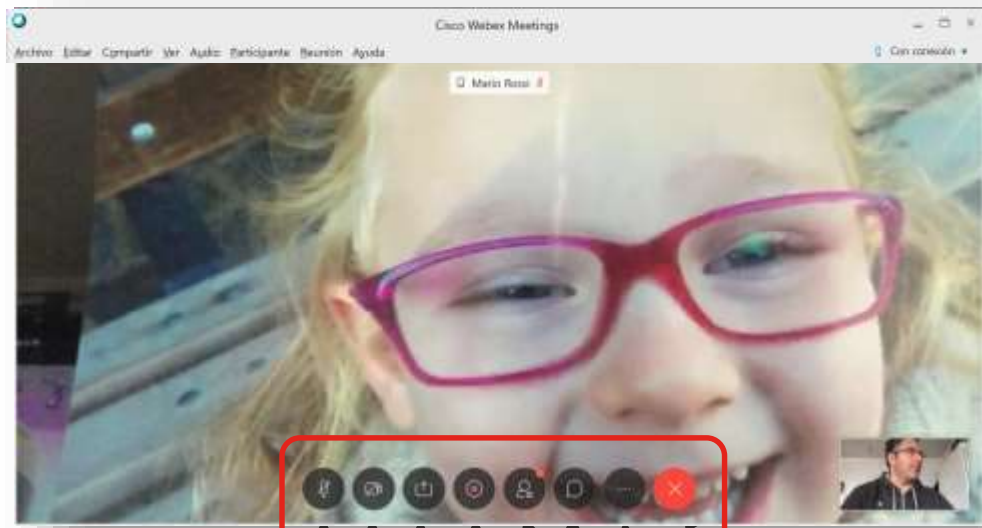 Cisco Webex Meetings
Archivo Editar Compartir Ver Audio Participante Reunión Ayuda
Con conexión
Mario Rossi